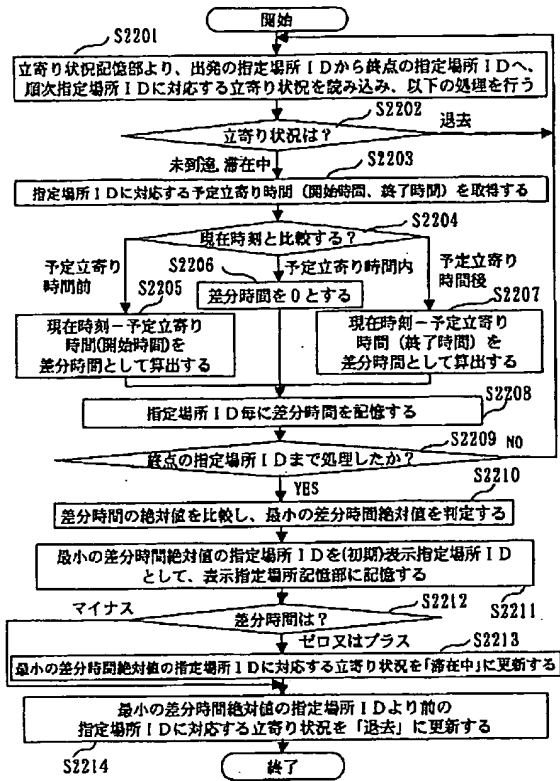 開始
S2201
立寄り状況記憶部より、出発の指定場所IDから終点の指定場所IDへ、
順次指定場所IDに対応する立寄り状況を読み込み、以下の処理を行う
S2202
立寄り状況は？
退去
未到達、滞在中
S2203
指定場所IDに対応する予定立寄り時間（開始時間、終了時間）を取得する
S2204
現在時刻と比較する？
予定立寄り
時間前
S2206
予定立寄り時間内
予定立寄り
時間後
差分時間を0とする
S2205
S2207
現在時刻－予定立寄り
時間(開始時間)を
差分時間として算出する
現在時刻－予定立寄り
時間（終了時間）を
差分時間として算出する
S2208
指定場所ID毎に差分時間を記憶する
S2209
NO
終点の指定場所IDまで処理したか？
YES
S2210
差分時間の絶対値を比較し、最小の差分時間絶対値を判定する
最小の差分時間絶対値の指定場所IDを(初期)表示指定場所ID
として、表示指定場所記憶部に記憶する
S2211
マイナス
S2212
差分時間は？
ゼロ又はプラス
S2213
最小の差分時間絶対値の指定場所IDに対応する立寄り状況を「滞在中」に更新する
最小の差分時間絶対値の指定場所IDより前の
指定場所IDに対応する立寄り状況を「退去」に更新する
S2214
終了